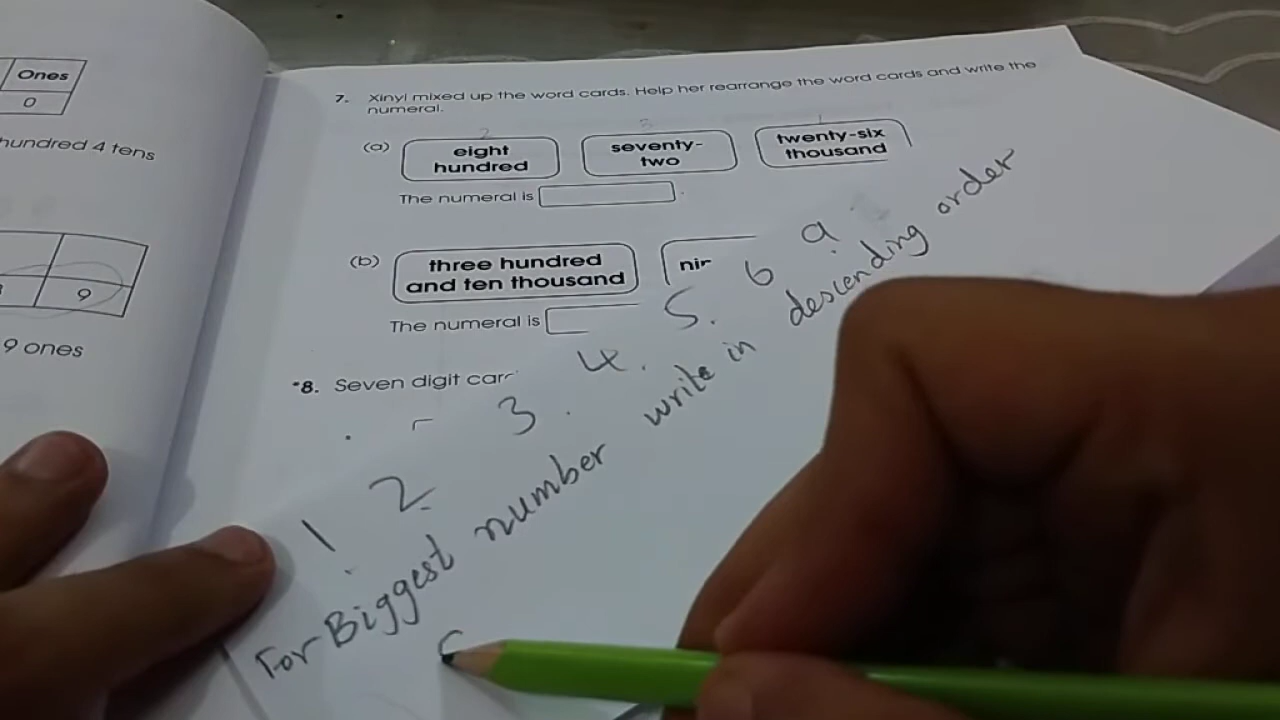 Ones
0
hundred 4 tens
9
9 ones
7. Xinyi mixed up the word cards. Help her rearrange the word cards and write the
numeral.
2 3 1
(a) eight hundred seventy-two twenty-six thousand
The numeral is
(b) three hundred and ten thousand
The numeral is
*8. Seven digit
1 2 3 . 4 . 5 . 6 9
For Biggest number write in descending order